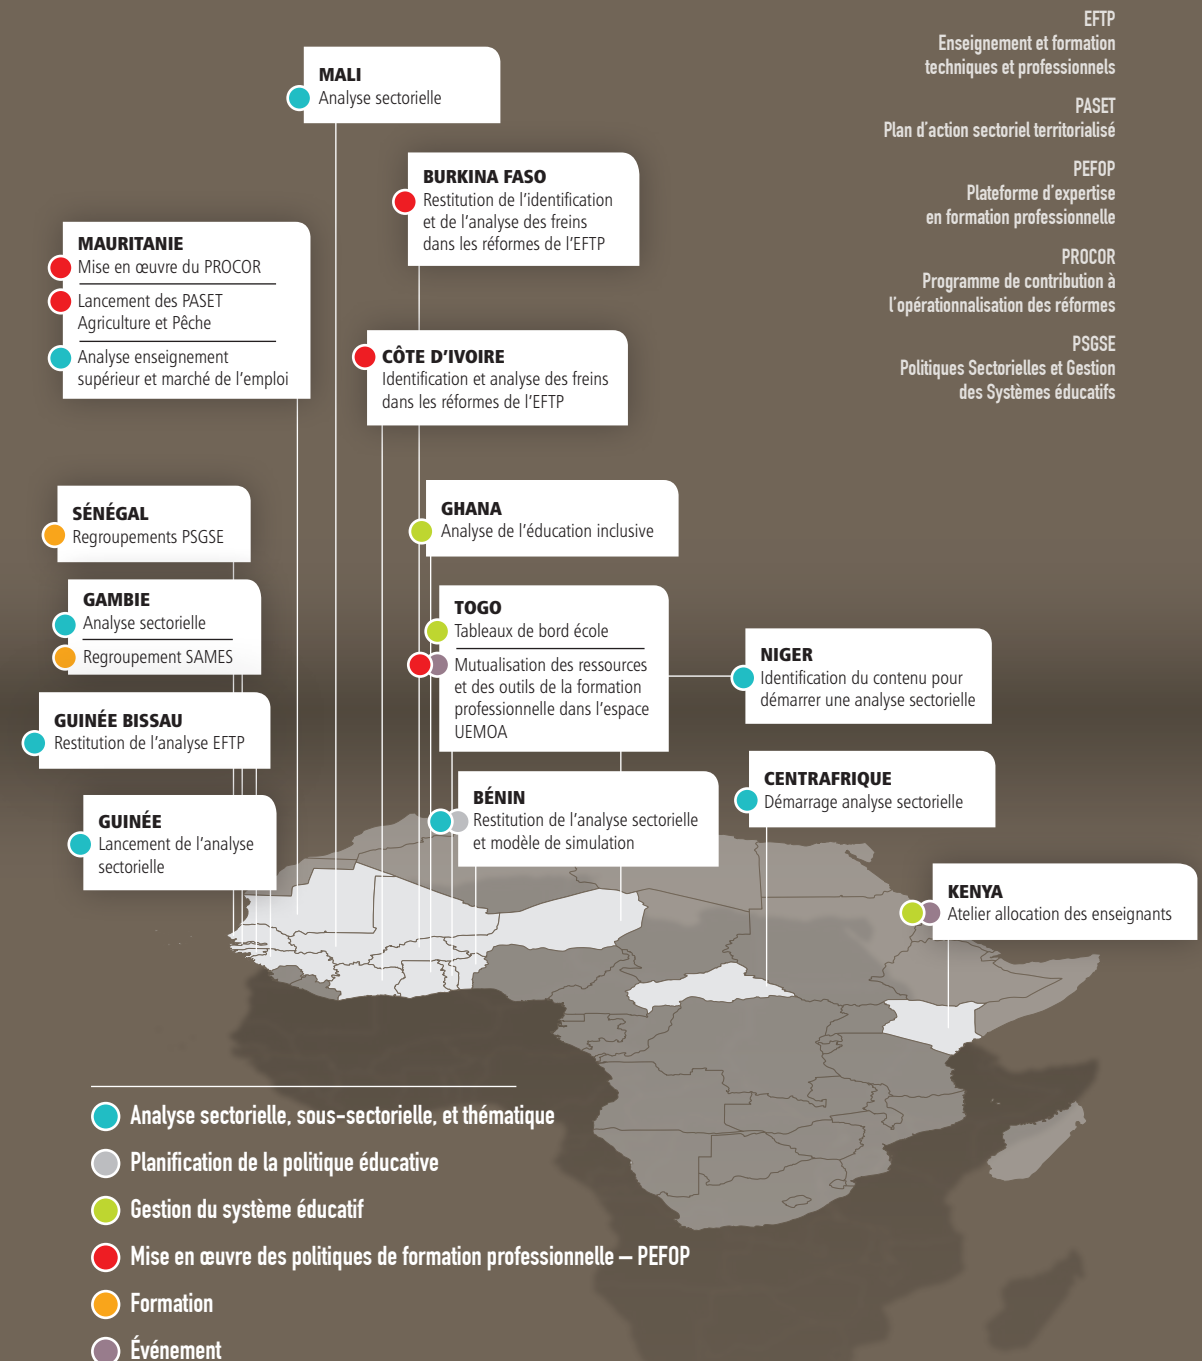 EFTP
Enseignement et formation
techniques et professionnels
PASET
Plan d'action sectoriel territorialisé
PEFOP
Plateforme d'expertise
en formation professionnelle
PROCOR
Programme de contribution à
l'opérationnalisation des réformes
PSGSE
Politiques Sectorielles et Gestion
des Systèmes éducatifs
MALI
Analyse sectorielle
BURKINA FASO
Restitution de l'identification
et de l'analyse des freins
dans les réformes de l'EFTP
MAURITANIE
Mise en œuvre du PROCOR
Lancement des PASET
Agriculture et Pêche
Analyse enseignement
supérieur et marché de l'emploi
CÔTE D'IVOIRE
Identification et analyse des freins
dans les réformes de l'EFTP
SÉNÉGAL
Regroupements PSGSE
GHANA
Analyse de l'éducation inclusive
GAMBIE
Analyse sectorielle
Regroupement SAMES
TOGO
Tableaux de bord école
Mutualisation des ressources
et des outils de la formation
professionnelle dans l'espace
UEMOA
NIGER
Identification du contenu pour
démarrer une analyse sectorielle
GUINÉE BISSAU
Restitution de l'analyse EFTP
CENTRAFRIQUE
Démarrage analyse sectorielle
BÉNIN
Restitution de l'analyse sectorielle
et modèle de simulation
GUINÉE
Lancement de l'analyse
sectorielle
KENYA
Atelier allocation des enseignants
Analyse sectorielle, sous-sectorielle, et thématique
Planification de la politique éducative
Gestion du système éducatif
Mise en œuvre des politiques de formation professionnelle – PEFOP
Formation
Événement